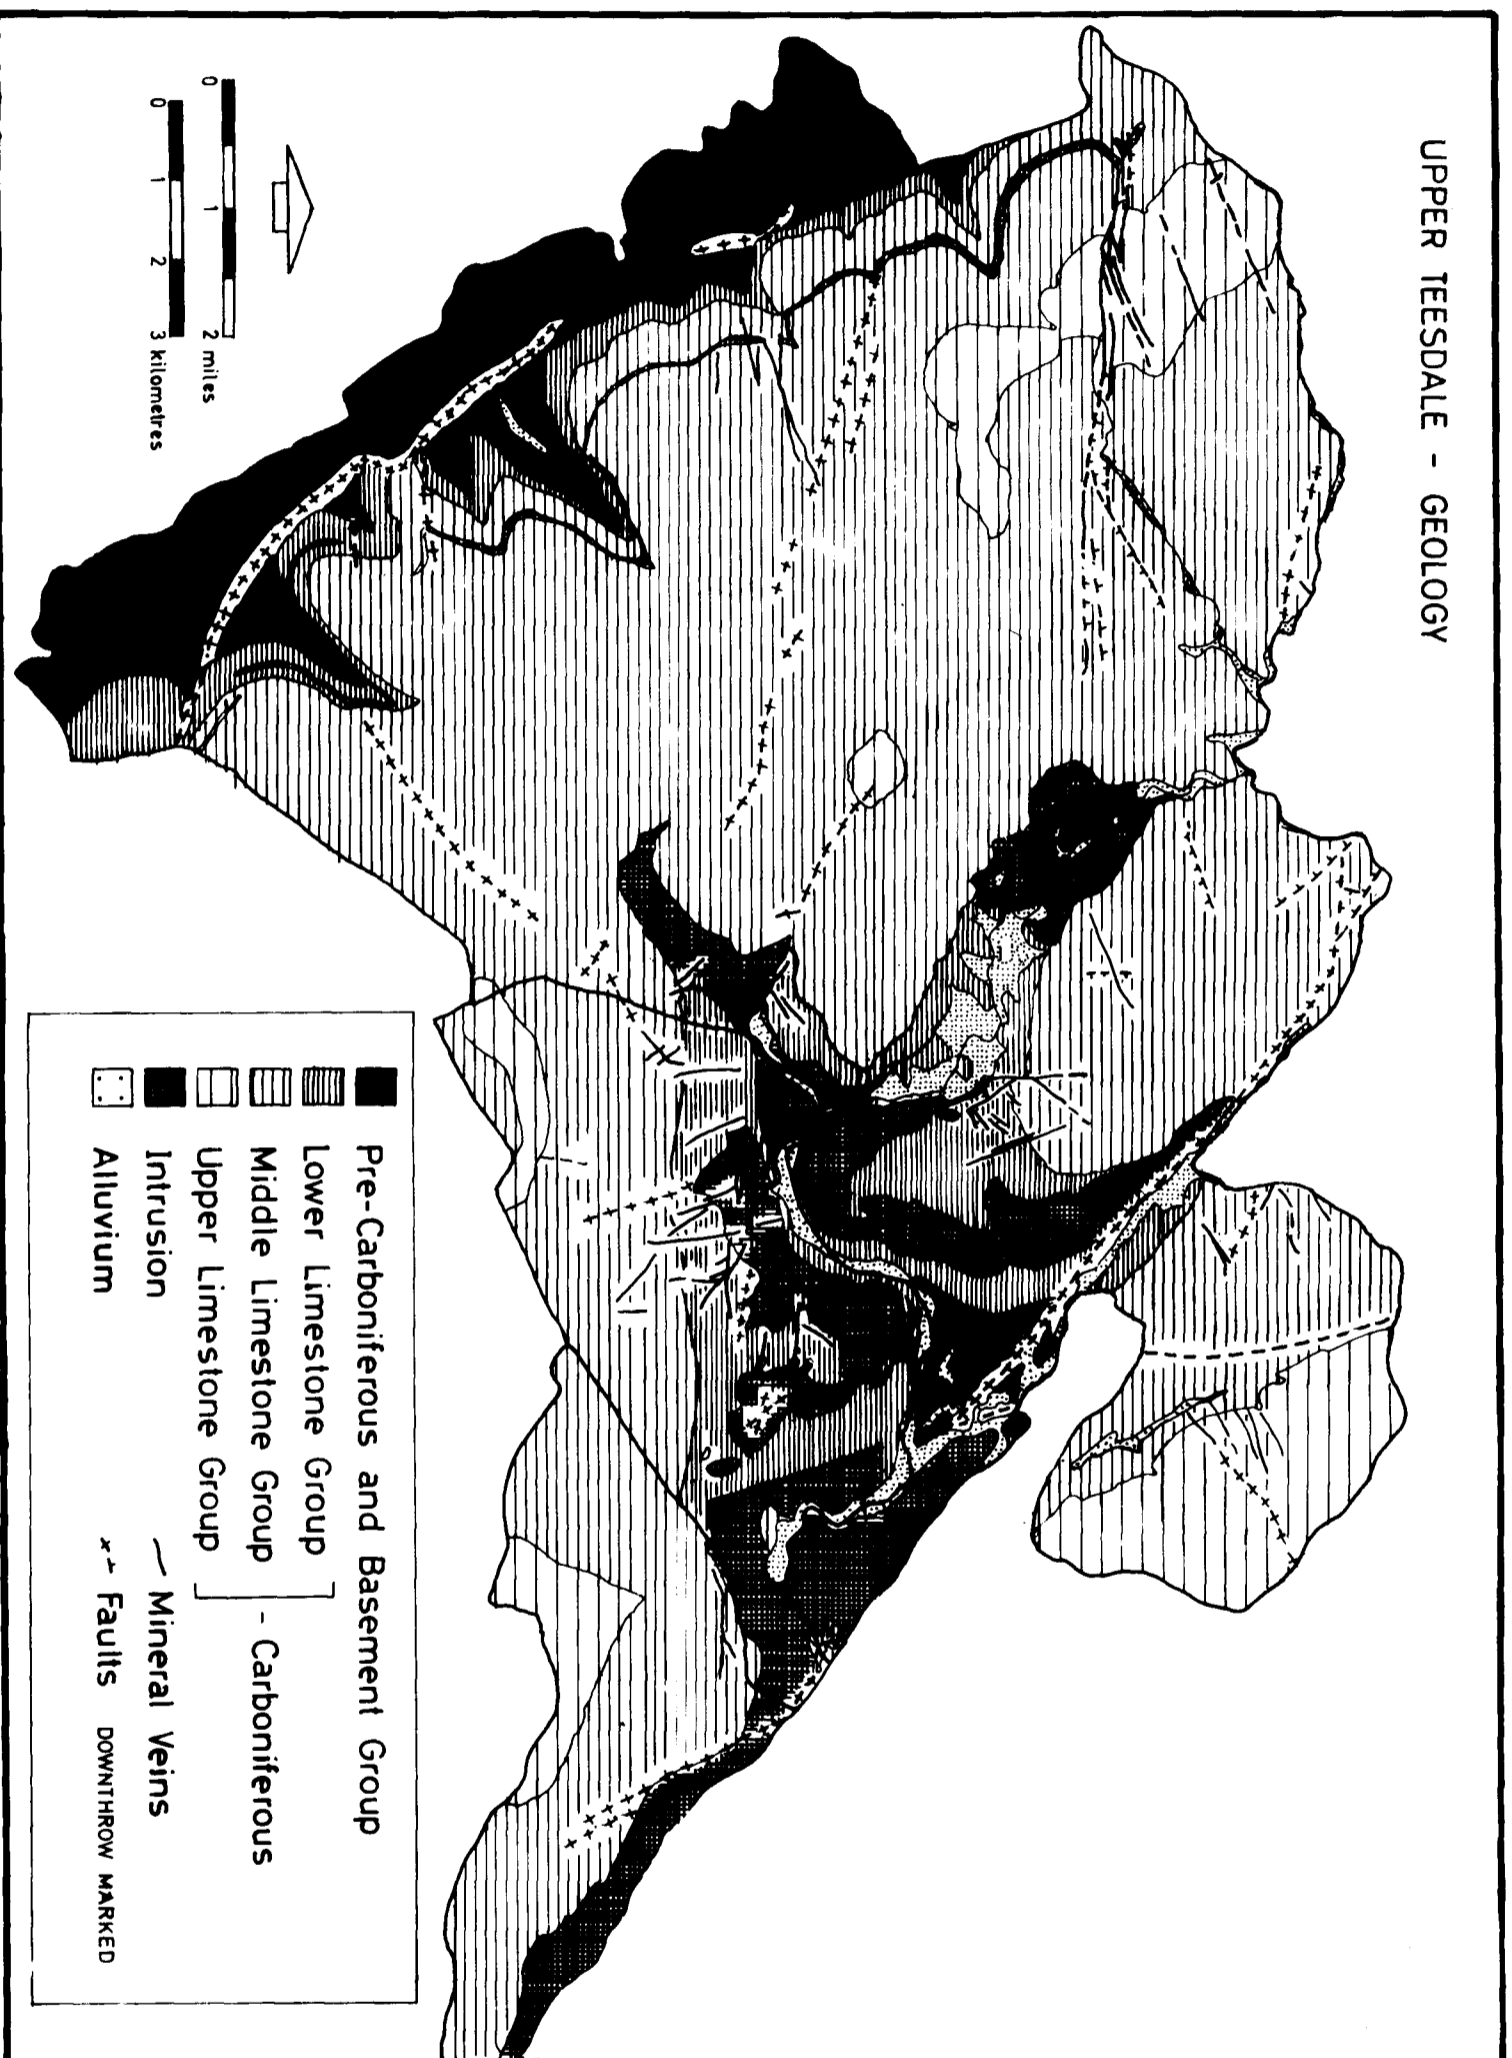 UPPER TEESDALE - GEOLOGY
0 1 2 miles
0 1 2 3 kilometres
Pre-Carboniferous and Basement Group
Lower Limestone Group
Middle Limestone Group - Carboniferous
Upper Limestone Group
Intrusion
Mineral Veins
Alluvium
Faults DOWNTHROW MARKED